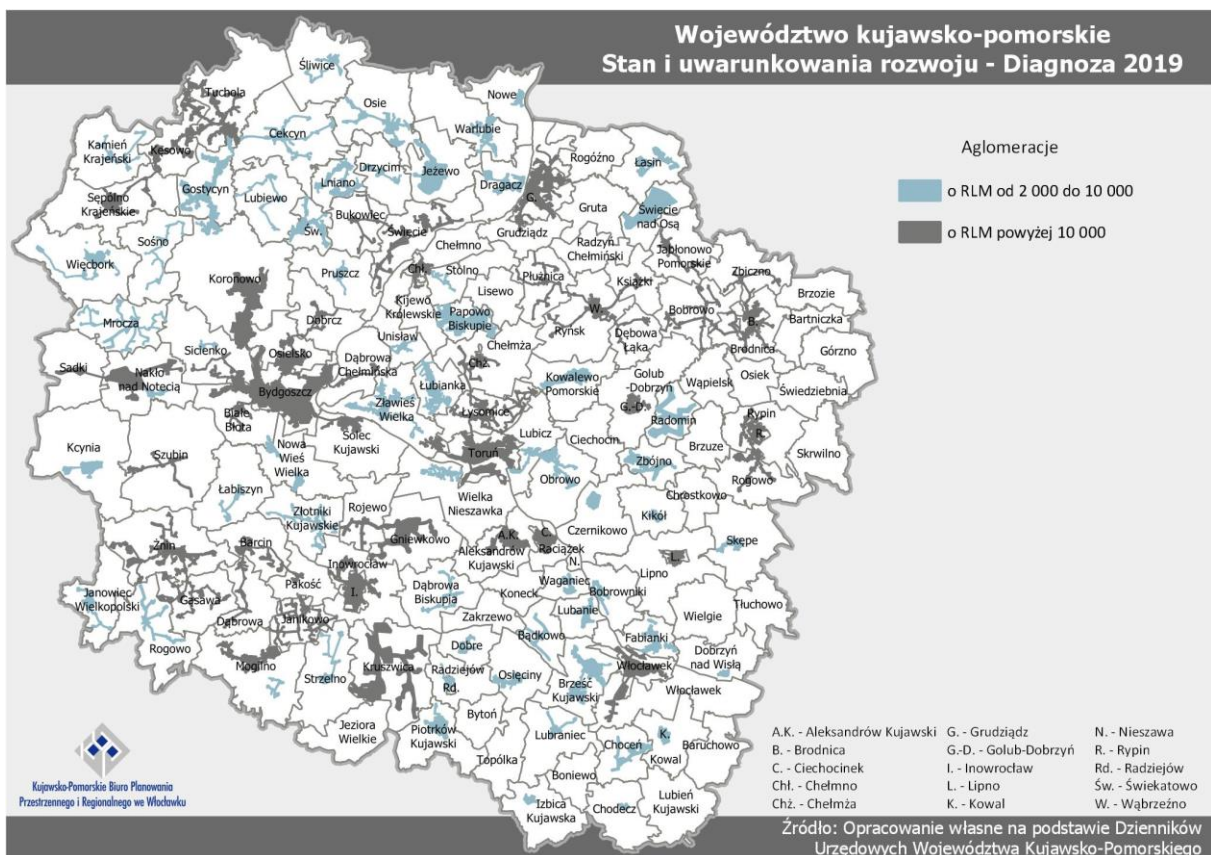 Województwo kujawsko-pomorskie
Stan i uwarunkowania rozwoju - Diagnoza 2019
Aglomeracje
o RLM od 2 000 do 10 000
o RLM powyżej 10 000
Śliwice
Tuchola
Nowe
Osie
Cekcyn
Warlubie
Kamień
Krajeński
Kęsowo
Rogóźno
Łasin
Drzycim
Jeżewo
Gostycyn
Lniano
Dragacz
G.
Sępólno
Krajeńskie
Lubiewo
Bukowiec
Świecie
nad Osą
Gruta
Św.
Świecie
Grudziądz
Sośno
Chełmno
Radzyń
Chełmiński
Jabłonowo
Pomorskie
Więcbork
Pruszcz
Chł.
Stolno
Płużnica
Zbiczno
Koronowo
Lisewo
Książki
Brzozie
Kijewo
Królewskie
Papowo
Biskupie
W.
Bobrowo
B.
Bartniczka
Mrocza
Dobrcz
Ryńsk
Dębowa
Łąka
Unisław
Chełmża
Brodnica
Górzno
Sicienko
Osielsko
Dąbrowa
Chełmińska
Chż.
Golub
-Dobrzyń
Wąpielsk
Osiek
Sadki
Nakło
nad Notecią
Kowalewo
Pomorskie
Świedziebnia
Bydgoszcz
Łubianka
G.-D.
Radomin
Zławieś
Wielka
Łysomice
Rypin
Białe
Błota
Solec
Kujawski
R.
Lubicz
Ciechocin
Kcynia
Nowa
Wieś
Wielka
Toruń
Brzuze
Skrwilno
Szubin
Zbójno
Obrowo
Rogowo
Łabiszyn
Wielka
Nieszawka
Chrostkowo
Złotniki
Kujawskie
Rojewo
Kikół
Gniewkowo
Czernikowo
A.K.
C.
Żnin
Barcin
Aleksandrów
Kujawski
Raciążek
Skępe
Inowrocław
N.
L.
Janowiec
Wielkopolski
Pakość
I.
Dąbrowa
Biskupia
Waganiec
Lipno
Gąsawa
Koneck
Bobrowniki
Tłuchowo
Dąbrowa
Janikowo
Zakrzewo
Lubanie
Wielgie
Rogowo
Bądkowo
Fabianki
Mogilno
Dobre
Dobrzyń
nad Wisłą
Strzelno
Kruszwica
Radziejów
Osięciny
Brześć
Kujawski
Włocławek
Rd.
Włocławek
Jeziora
Wielkie
Piotrków
Kujawski
Bytoń
Lubraniec
Choceń
K.
Kowal
Baruchowo
Topólka
Boniewo
Lubień
Kujawski
Izbica
Kujawska
Chodecz
Kujawsko-Pomorskie Biuro Planowania
Przestrzennego i Regionalnego we Włocławku
A.K. - Aleksandrów Kujawski
B. - Brodnica
C. - Ciechocinek
Chł. - Chełmno
Chż. - Chełmża
G. - Grudziądz
G.-D. - Golub-Dobrzyń
I. - Inowrocław
L. - Lipno
K. - Kowal
N. - Nieszawa
R. - Rypin
Rd. - Radziejów
Św. - Świekatowo
W. - Wąbrzeźno
Źródło: Opracowanie własne na podstawie Dzienników
Urzędowych Województwa Kujawsko-Pomorskiego